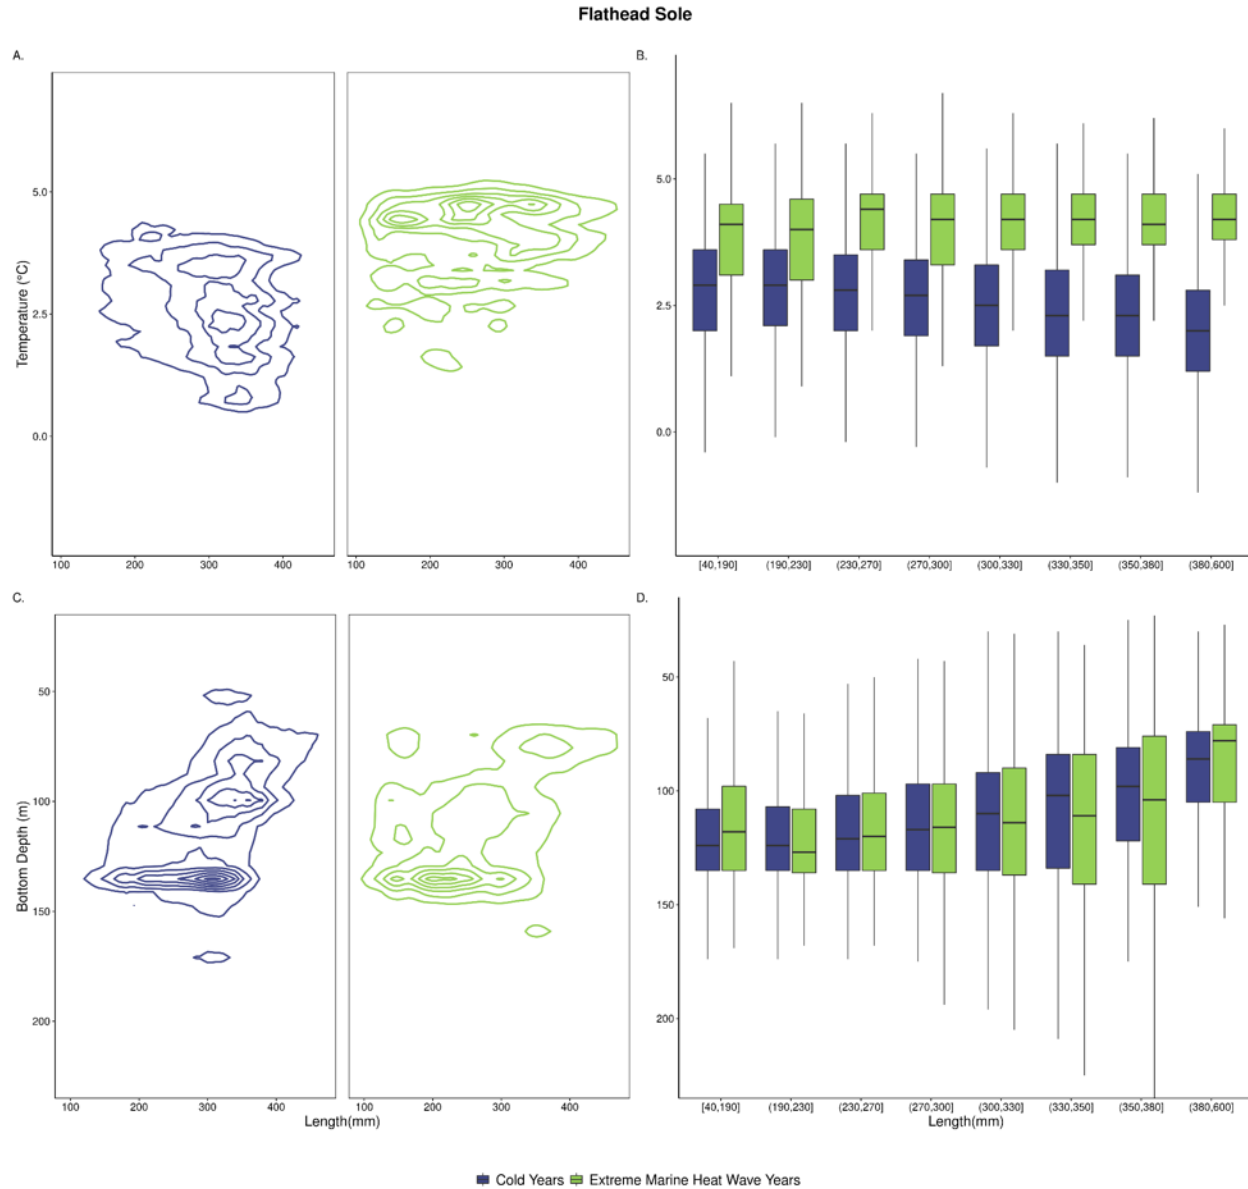 Flathead Sole
A.
B.
Temperature (°C)
5.0
2.5
0.0
100 200 300 400
100 200 300 400
5.0
2.5
0.0
[40,190] (190,230] (230,270] (270,300] (300,330] (330,350] (350,380] (380,600]
C.
D.
Bottom Depth (m)
50
100
150
200
100 200 300 400
100 200 300 400
Length(mm)
50
100
150
200
[40,190] (190,230] (230,270] (270,300] (300,330] (330,350] (350,380] (380,600]
Length(mm)
Cold Years Extreme Marine Heat Wave Years